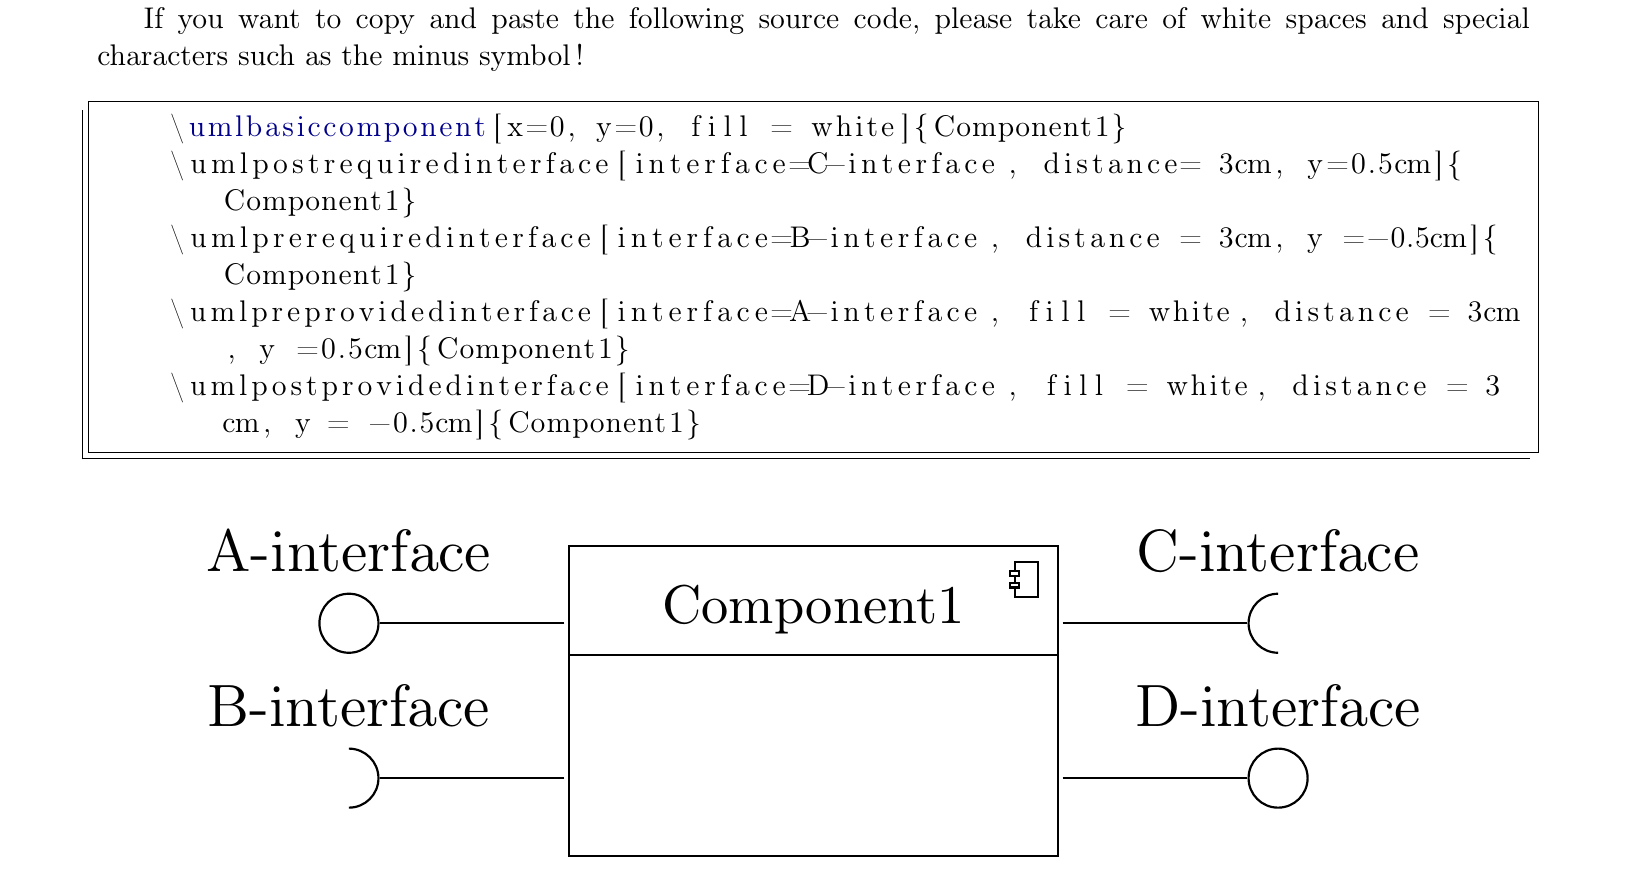 If you want to copy and paste the following source code, please take care of white spaces and special
characters such as the minus symbol !
\umlbasiccomponent[x=0, y=0, fill = white]{Component1}
\umlpostrequiredinterface[interface=C−interface, distance= 3cm, y=0.5cm]{
Component1}
\umlprerequiredinterface[interface=B−interface, distance = 3cm, y =−0.5cm]{
Component1}
\umlpreprovidedinterface[interface=A−interface, fill = white, distance = 3cm
, y =0.5cm]{Component1}
\umlpostprovidedinterface[interface=D−interface, fill = white, distance = 3
cm, y = −0.5cm]{Component1}
A-interface
C-interface
Component1
B-interface
D-interface